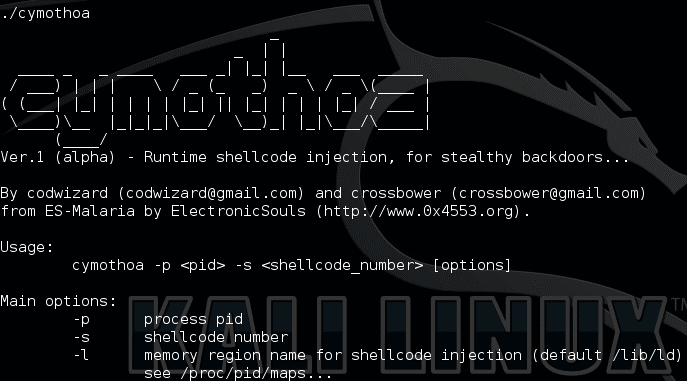 ./cymothoa
cymothoa
Ver.1 (alpha) - Runtime shellcode injection, for stealthy backdoors...
By codwizard (codwizard@gmail.com) and crossbower (crossbower@gmail.com)
from ES-Malaria by ElectronicSouls (http://www.0x4553.org).
Usage:
cymothoa -p <pid> -s <shellcode_number> [options]
Main options:
-p process pid
-s shellcode number
-l memory region name for shellcode injection (default /lib/ld)
see /proc/pid/maps...
KALI LINUX™